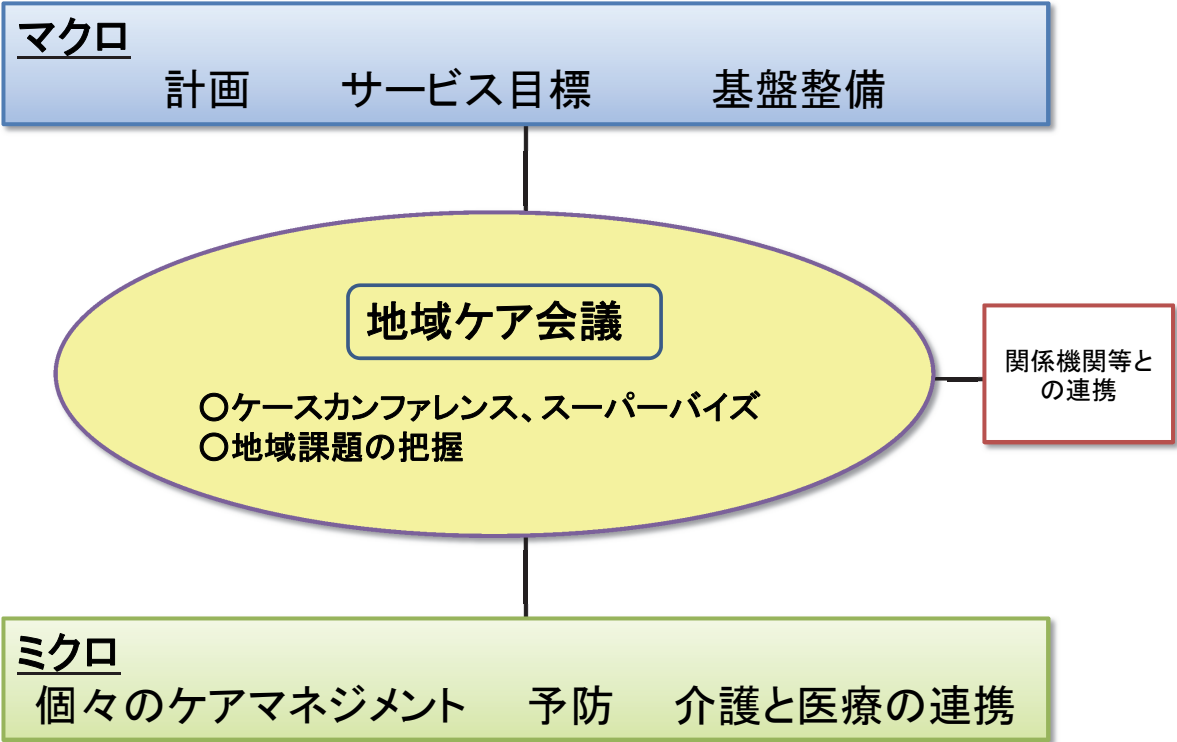 マクロ
計画 サービス目標 基盤整備
地域ケア会議
○ケースカンファレンス、スーパーバイズ
○地域課題の把握
関係機関等と
の連携
ミクロ
個々のケアマネジメント 予防 介護と医療の連携